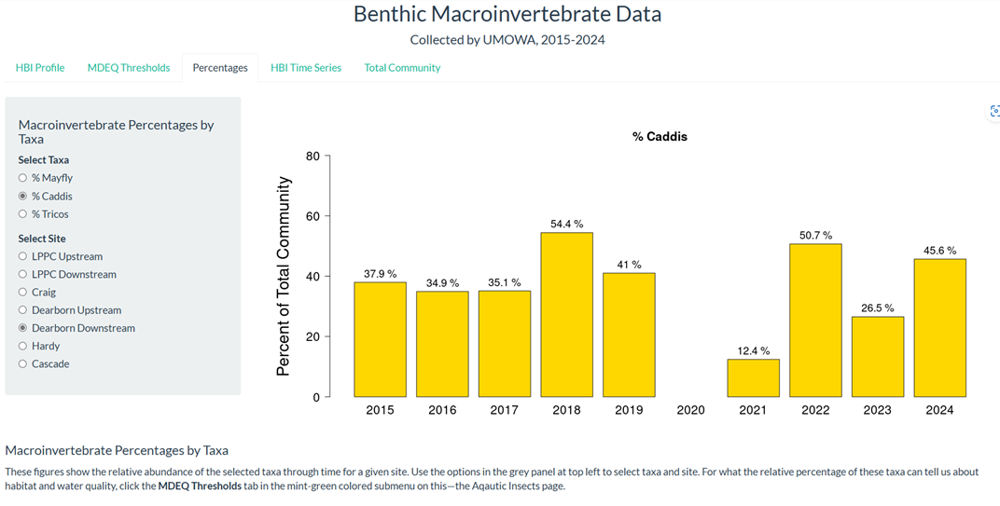 Benthic Macroinvertebrate Data
Collected by UMOWA, 2015-2024
HBI Profile MDEQ Thresholds Percentages HBI Time Series Total Community
Macroinvertebrate Percentages by
Taxa
Select Taxa
% Mayfly
% Caddis
% Tricos
Select Site
LPPC Upstream
LPPC Downstream
Craig
Dearborn Upstream
Dearborn Downstream
Hardy
Cascade
% Caddis
Percent of Total Community
80
60
40
20
0
37.9 %
34.9 %
35.1 %
54.4 %
41 %
12.4 %
50.7 %
26.5 %
45.6 %
2015 2016 2017 2018 2019 2020 2021 2022 2023 2024
Macroinvertebrate Percentages by Taxa
These figures show the relative abundance of the selected taxa through time for a given site. Use the options in the grey panel at top left to select taxa and site. For what the relative percentage of these taxa can tell us about
habitat and water quality, click the MDEQ Thresholds tab in the mint-green colored submenu on this—the Aqautic Insects page.